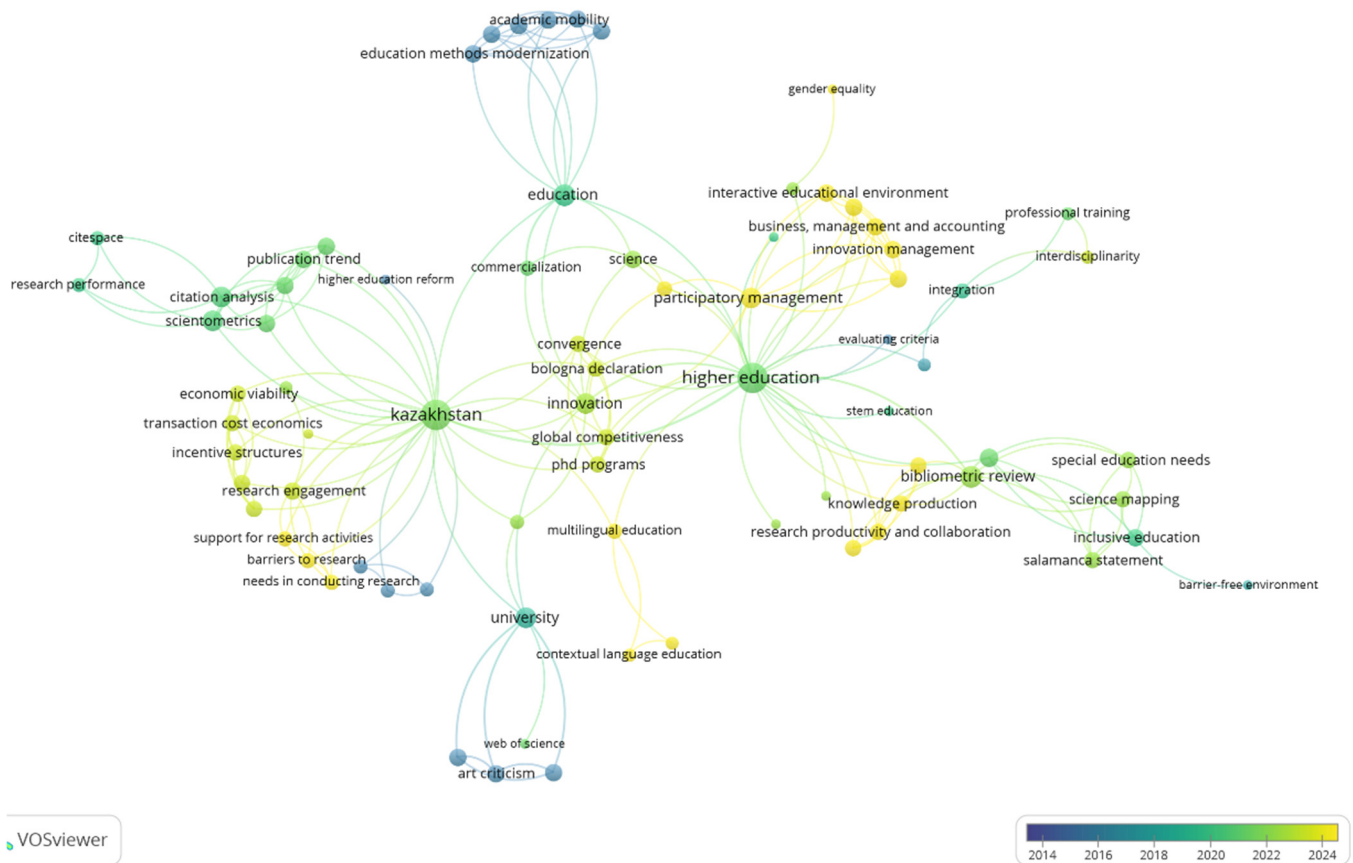 academic mobility
education methods modernization
gender equality
education
interactive educational environment
professional training
business, management and accounting
citespace
publication trend
science
innovation management
interdisciplinarity
commercialization
higher education reform
research performance
integration
citation analysis
participatory management
scientometrics
evaluating criteria
convergence
bologna declaration
higher education
economic viability
innovation
kazakhstan
stem education
transaction cost economics
global competitiveness
incentive structures
phd programs
special education needs
bibliometric review
research engagement
science mapping
knowledge production
multilingual education
research productivity and collaboration
support for research activities
inclusive education
barriers to research
salamanca statement
needs in conducting research
barrier-free environment
university
contextual language education
web of science
art criticism
VOSviewer
2014 2016 2018 2020 2022 2024